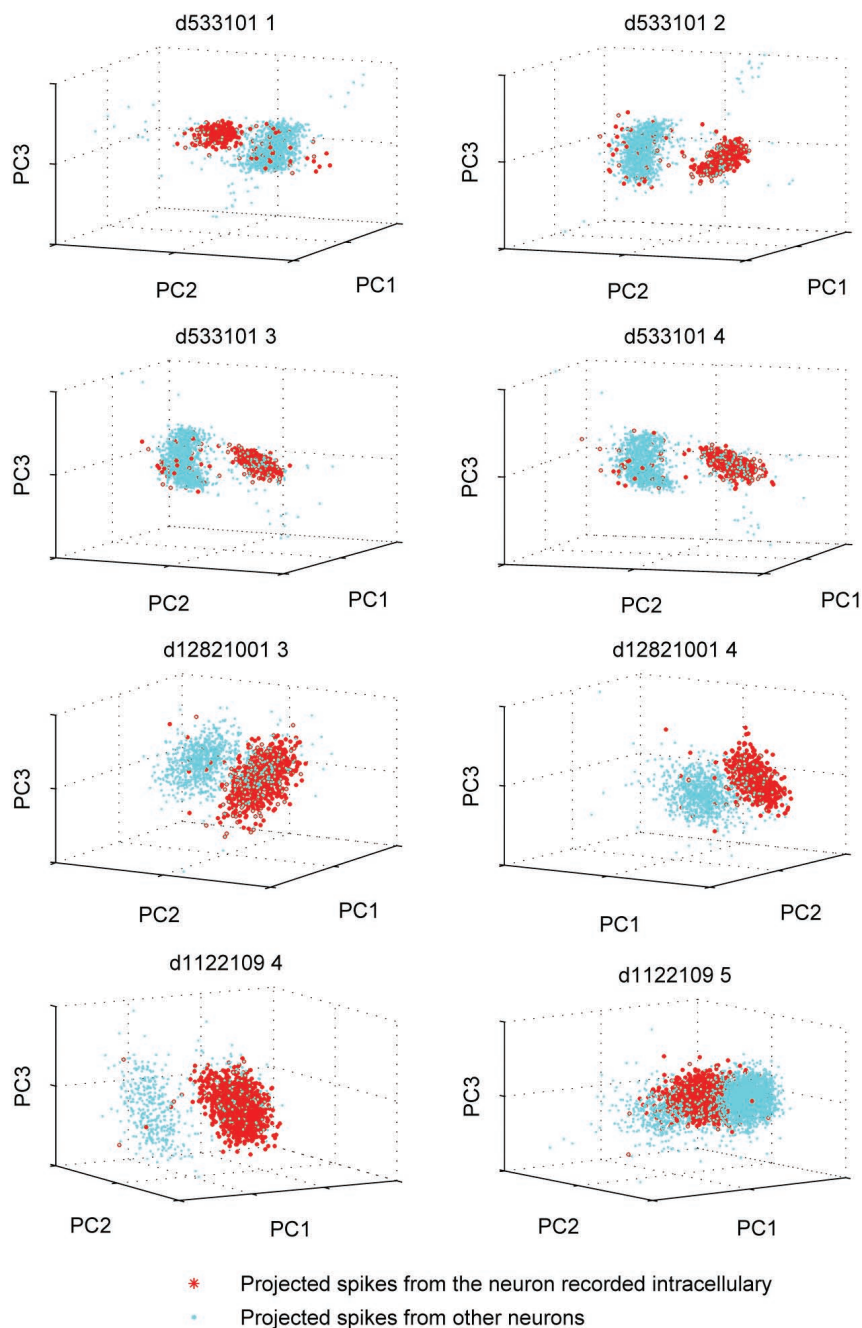 d533101 1
d533101 2
PC3
PC2
PC1
PC3
PC2
PC1
d533101 3
d533101 4
PC3
PC2
PC1
PC3
PC2
PC1
d12821001 3
d12821001 4
PC3
PC2
PC1
PC3
PC1
PC2
d1122109 4
d1122109 5
PC3
PC2
PC1
PC3
PC2
PC1
Projected spikes from the neuron recorded intracellulary
Projected spikes from other neurons